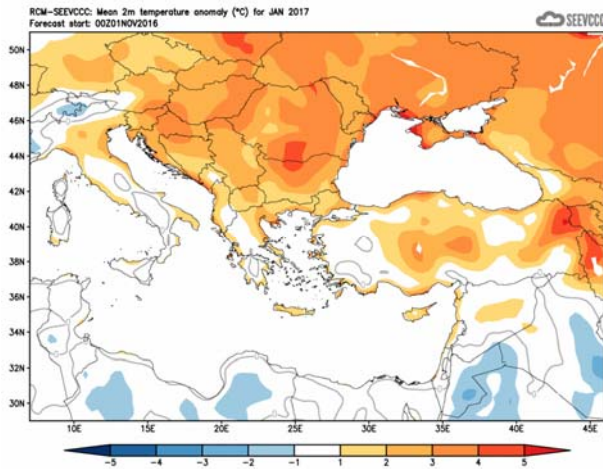 RCM-SEEVCCC: Mean 2m temperature anomaly (°C) for JAN 2017
Forecast start: 00Z01NOV2016
SEEVCCC
50N
48N
46N
44N
42N
40N
38N
36N
34N
32N
30N
10E 15E 20E 25E 30E 35E 40E 45E
-5 -4 -3 -2 -1 1 2 3 4 5